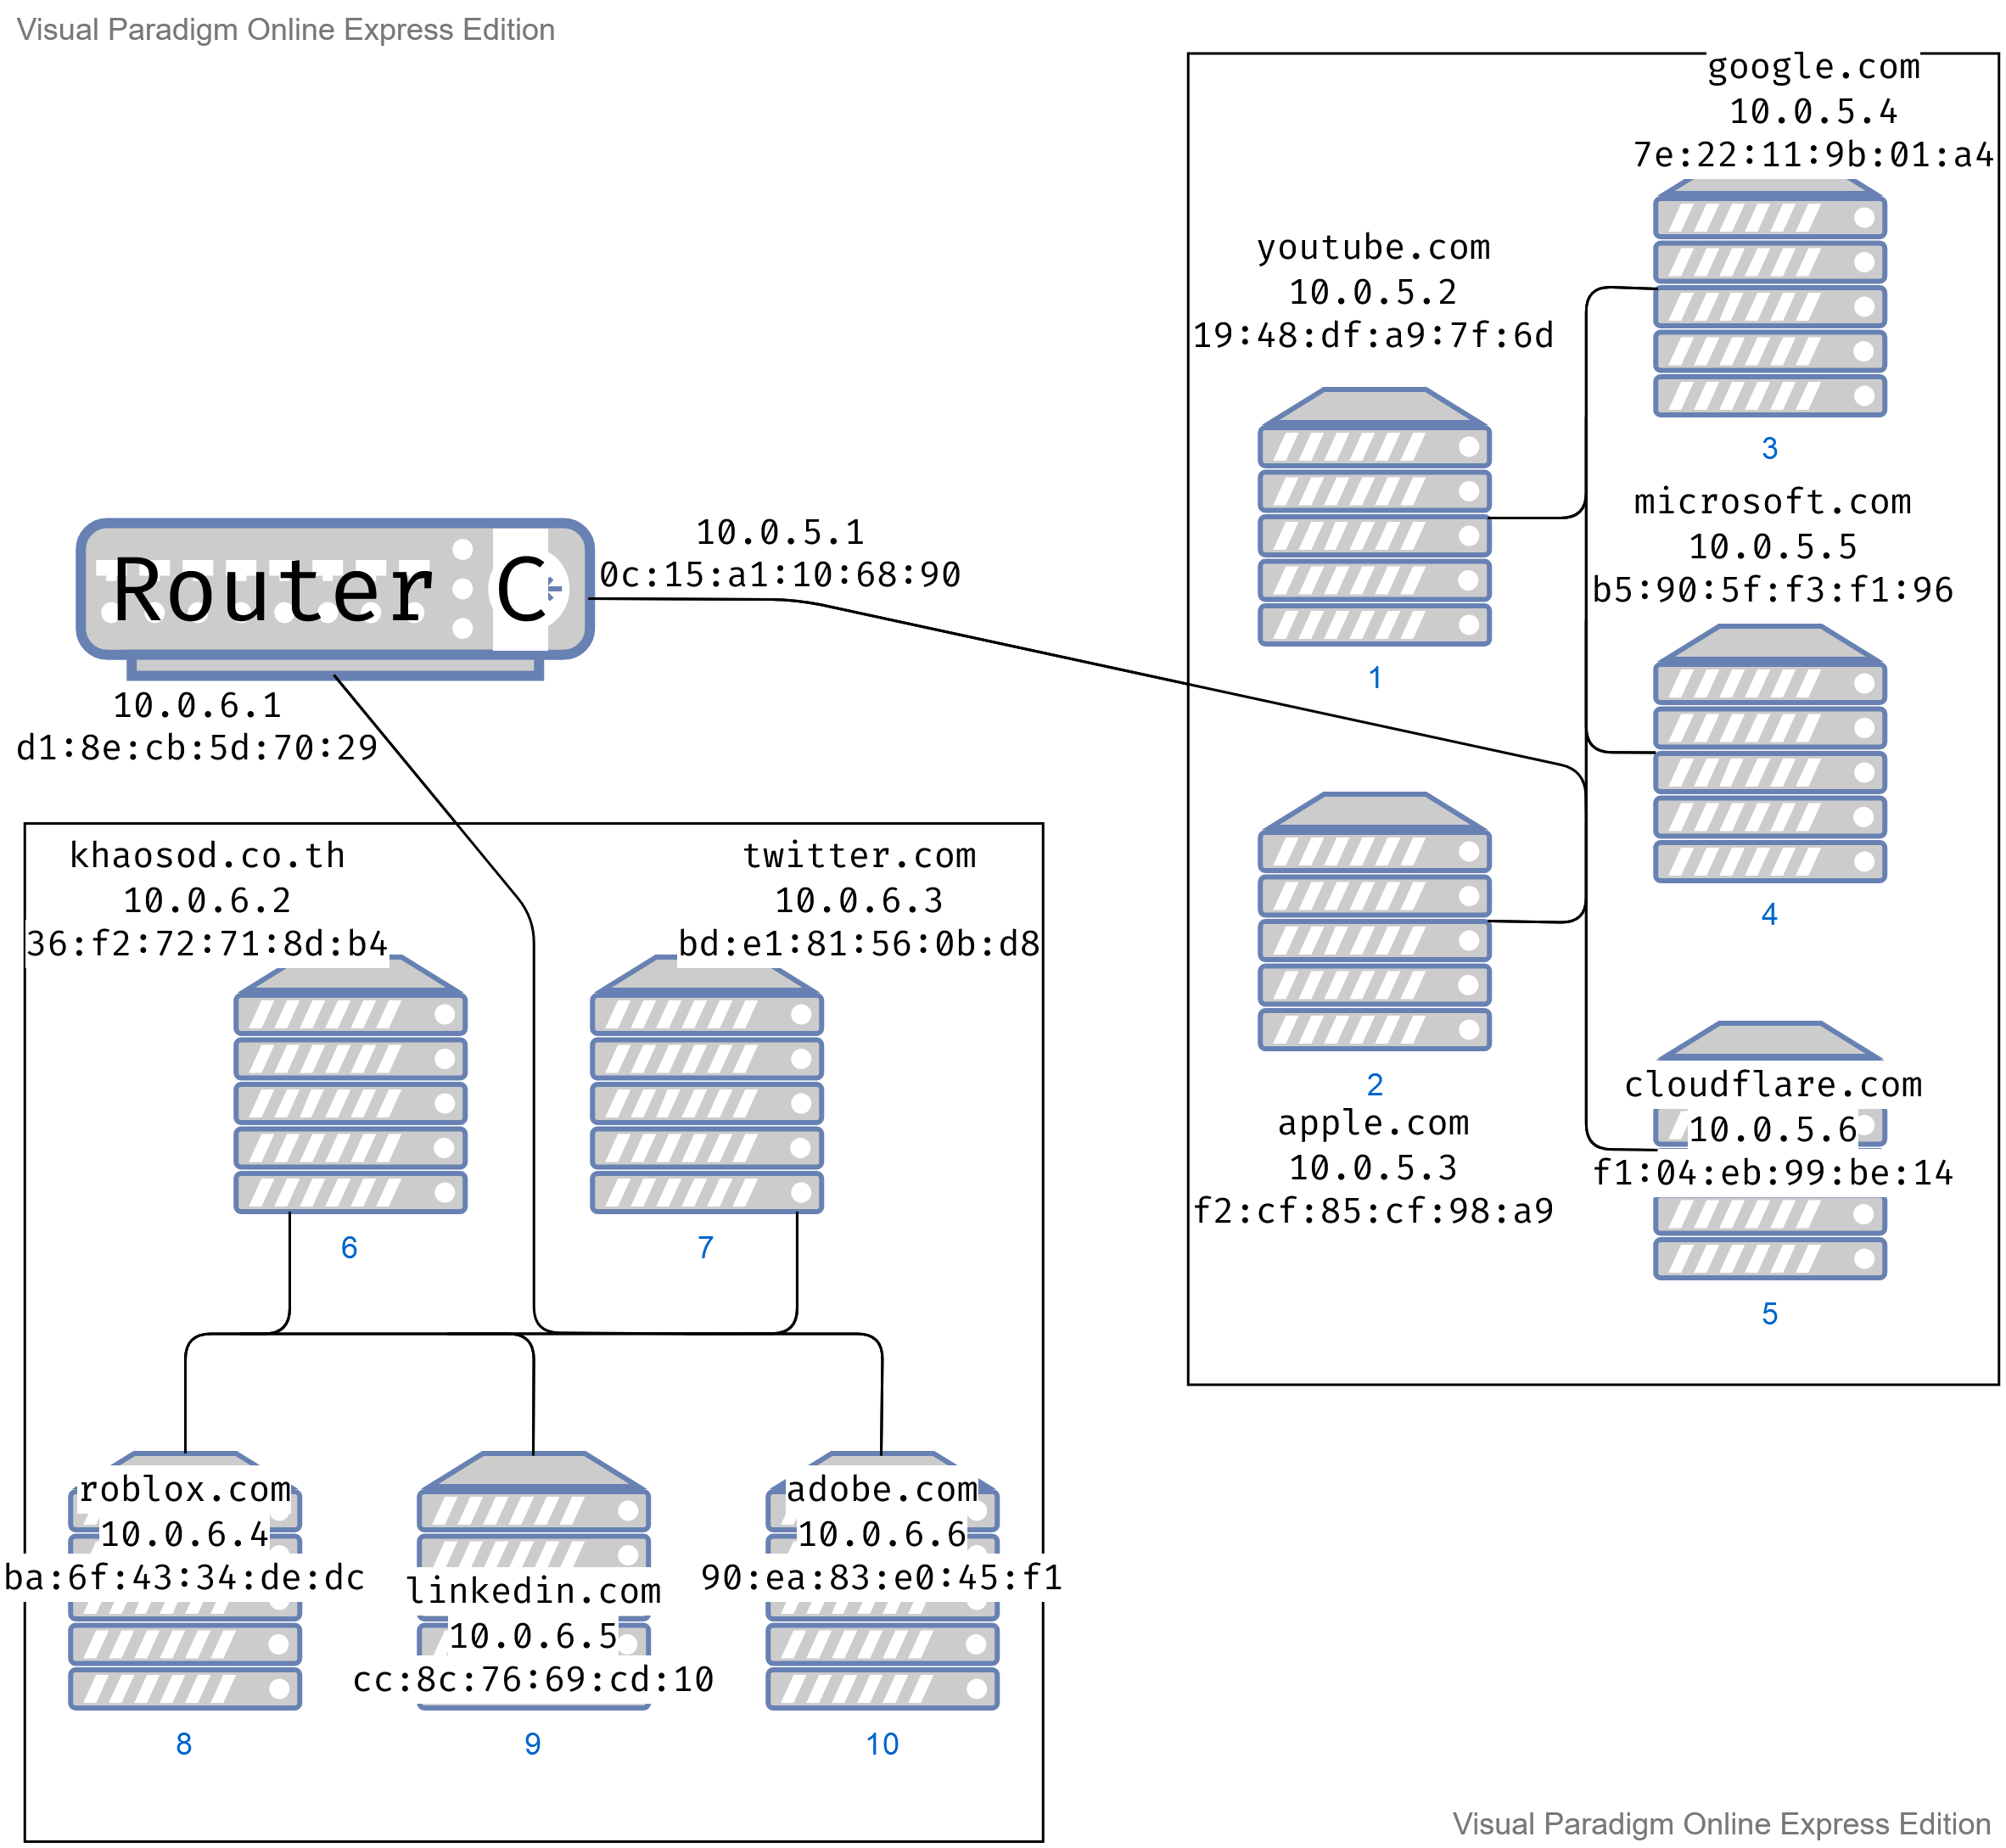 Visual Paradigm Online Express Edition
google.com
10.0.5.4
7e:22:11:9b:01:a4
youtube.com
10.0.5.2
19:48:df:a9:7f:6d
1
3
microsoft.com
10.0.5.5
b5:90:5f:f3:f1:96
4
Router C
10.0.5.1
0c:15:a1:10:68:90
10.0.6.1
d1:8e:cb:5d:70:29
2
apple.com
10.0.5.3
f2:cf:85:cf:98:a9
cloudflare.com
10.0.5.6
f1:04:eb:99:be:14
5
khaosod.co.th
10.0.6.2
36:f2:72:71:8d:b4
6
twitter.com
10.0.6.3
bd:e1:81:56:0b:d8
7
roblox.com
10.0.6.4
ba:6f:43:34:de:dc
8
linkedin.com
10.0.6.5
cc:8c:76:69:cd:10
9
adobe.com
10.0.6.6
90:ea:83:e0:45:f1
10
Visual Paradigm Online Express Edition